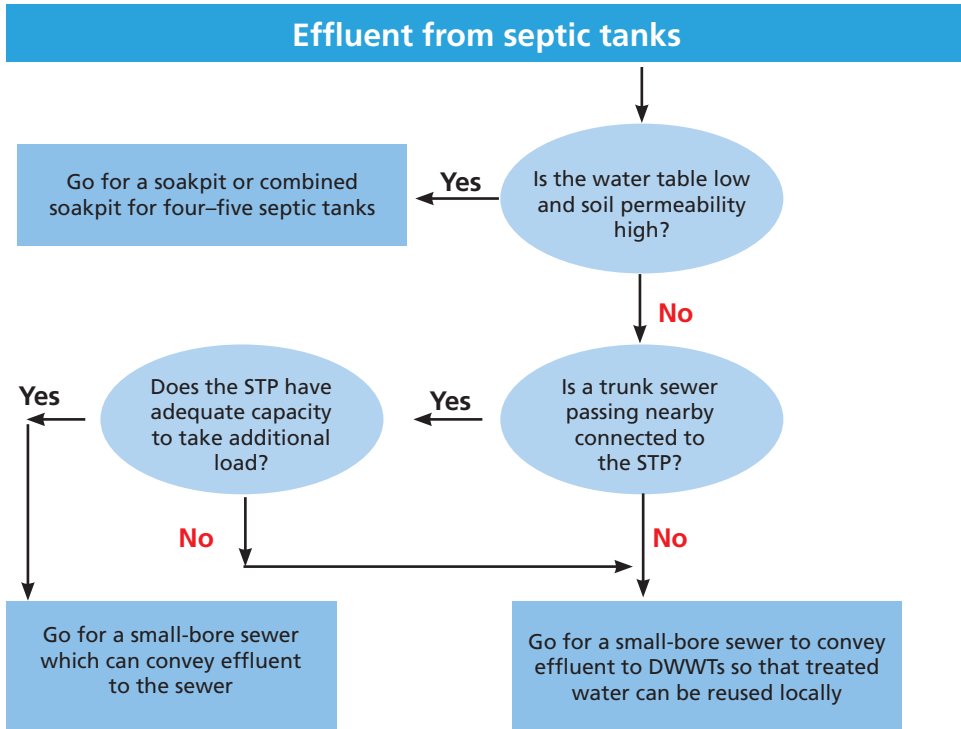 Effluent from septic tanks
Go for a soakpit or combined
soakpit for four–five septic tanks
Yes
Is the water table low
and soil permeability
high?
No
Yes
Does the STP have
adequate capacity
to take additional
load?
Yes
Is a trunk sewer
passing nearby
connected to
the STP?
No
No
Go for a small-bore sewer
which can convey effluent
to the sewer
Go for a small-bore sewer to convey
effluent to DWWTs so that treated
water can be reused locally